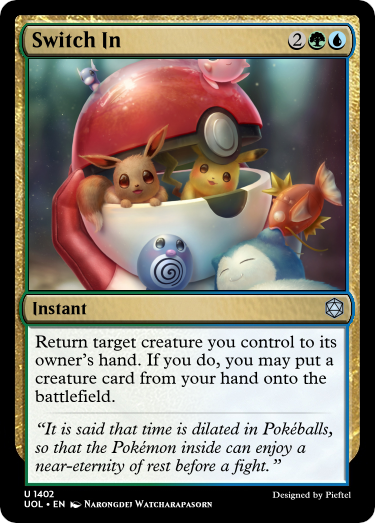 Switch In 2
Instant
Return target creature you control to its
owner's hand. If you do, you may put a
creature card from your hand onto the
battlefield.
“It is said that time is dilated in Pokéballs,
so that the Pokémon inside can enjoy a
near-eternity of rest before a fight.”
U 1402
UOL • EN Narongdej Watcharapasorn
Designed by Pieftel